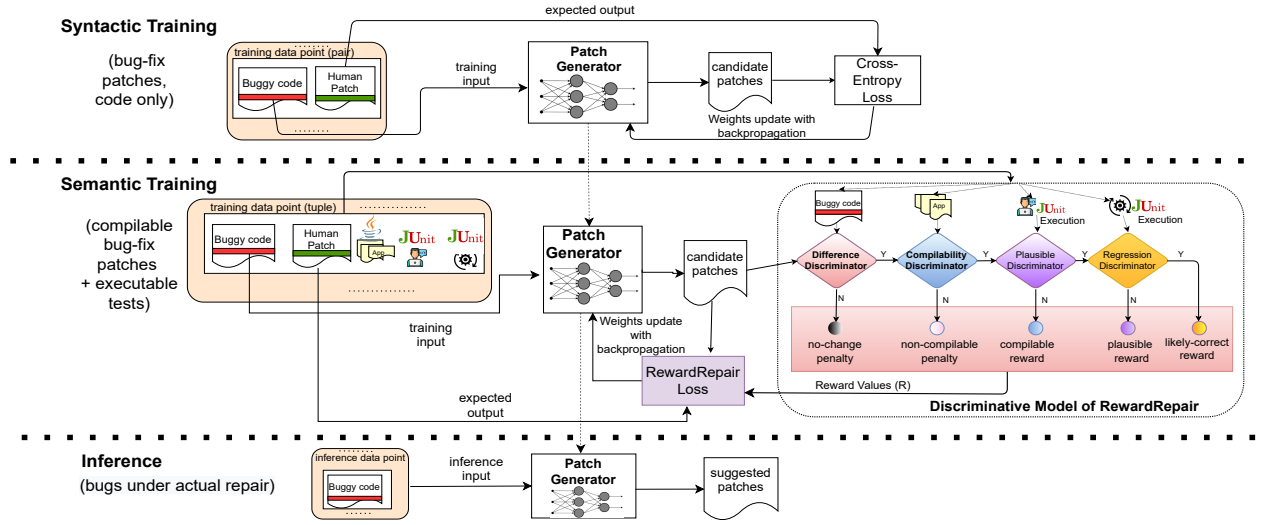 Syntactic Training
(bug-fix
patches,
code only)
expected output
training data point (pair)
Buggy code
Human
Patch
..........
training
input
Patch
Generator
candidate
patches
Cross-
Entropy
Loss
Weights update with
backpropagation
Semantic Training
(compilable
bug-fix
patches
+ executable
tests)
training data point (tuple)
Buggy code
Human
Patch
App
JUnit
JUnit
training
input
expected
output
Patch
Generator
candidate
patches
Weights update
with
backpropagation
RewardRepair
Loss
Buggy code
App
JUnit
Execution
JUnit
Execution
Difference
Discriminator
Y
Compilability
Discriminator
Y
Plausible
Discriminator
Y
Regression
Discriminator
Y
N
N
N
N
no-change
penalty
non-compilable
penalty
compilable
reward
plausible
reward
likely-correct
reward
Reward Values (R)
Discriminative Model of RewardRepair
Inference
(bugs under actual repair)
inference data point
Buggy code
inference
input
Patch
Generator
suggested
patches